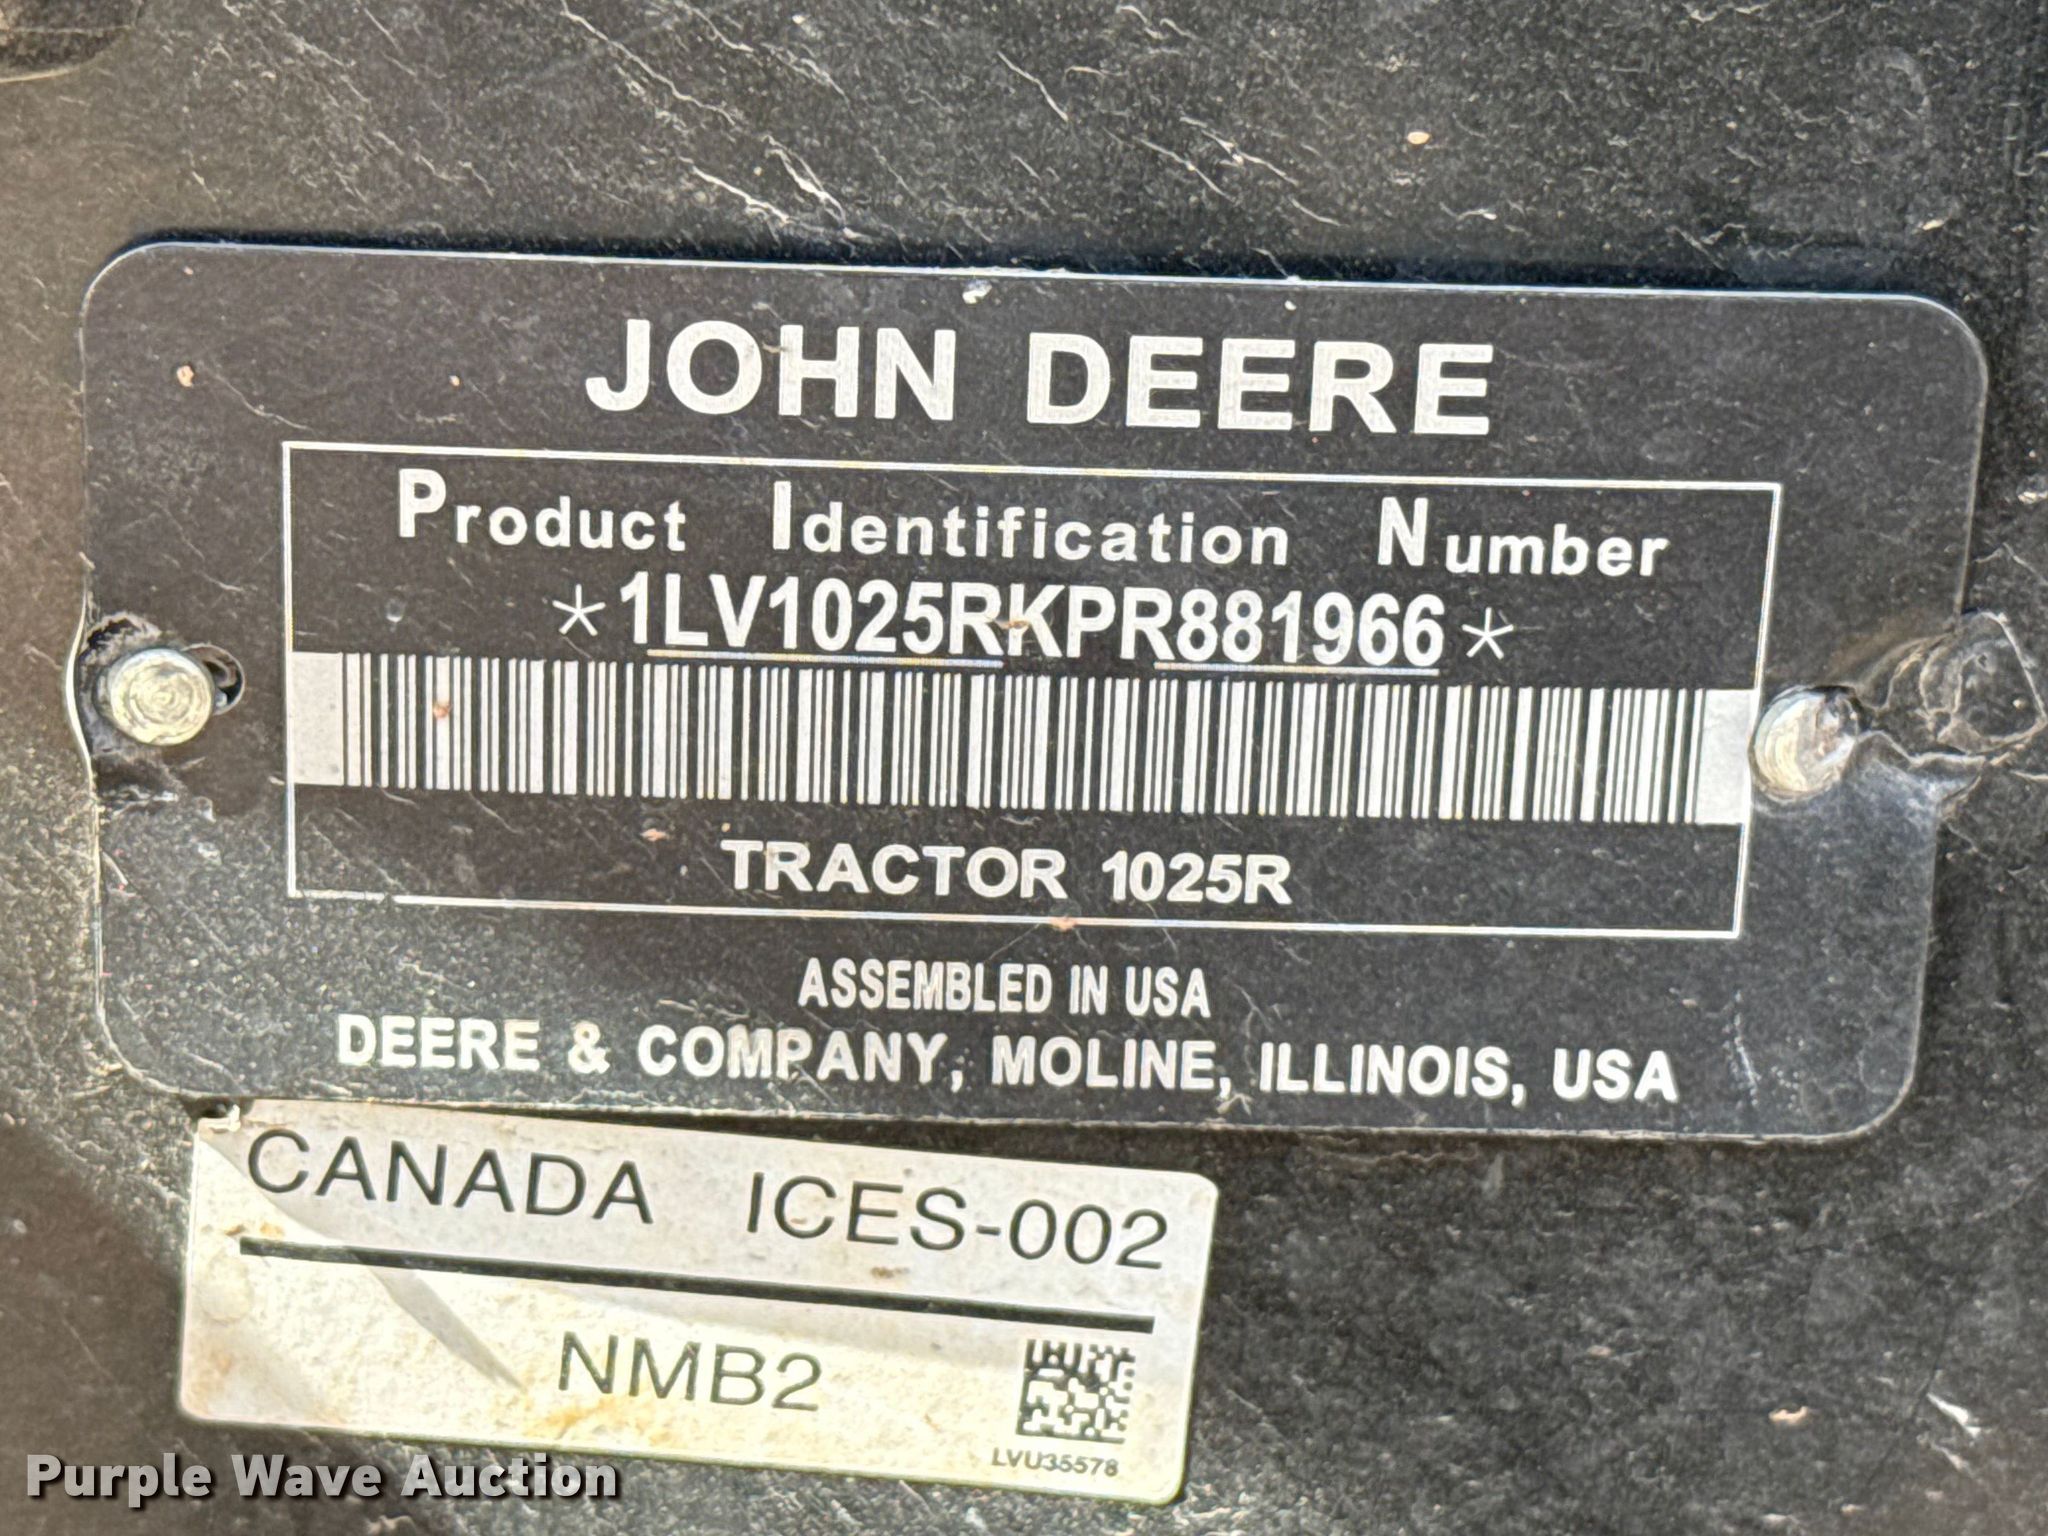 JOHN DEERE
Product Identification Number
*1LV1025RKPR881966*
TRACTOR 1025R
ASSEMBLED IN USA
DEERE & COMPANY, MOLINE, ILLINOIS, USA
CANADA ICES-002
NMB2
LVU35578
Purple Wave Auction